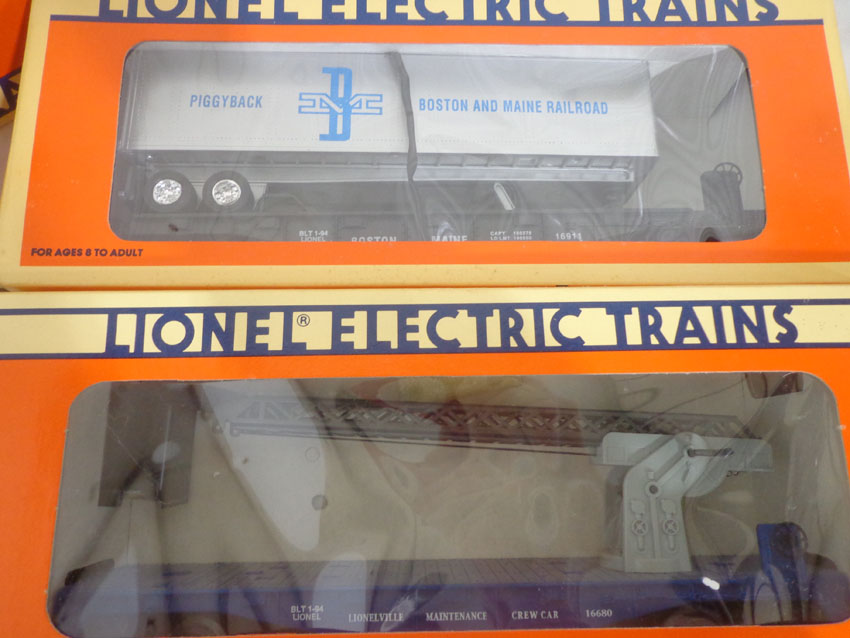 LIONEL ELECTRIC TRAINS
PIGGYBACK BOSTON AND MAINE RAILROAD
BLT 1-94
LIONEL BOSTON MAINE CAPY 16911
FOR AGES 8 TO ADULT
LIONEL® ELECTRIC TRAINS
BLT 1-94
LIONEL LIONELVILLE MAINTENANCE CREW CAR 16680